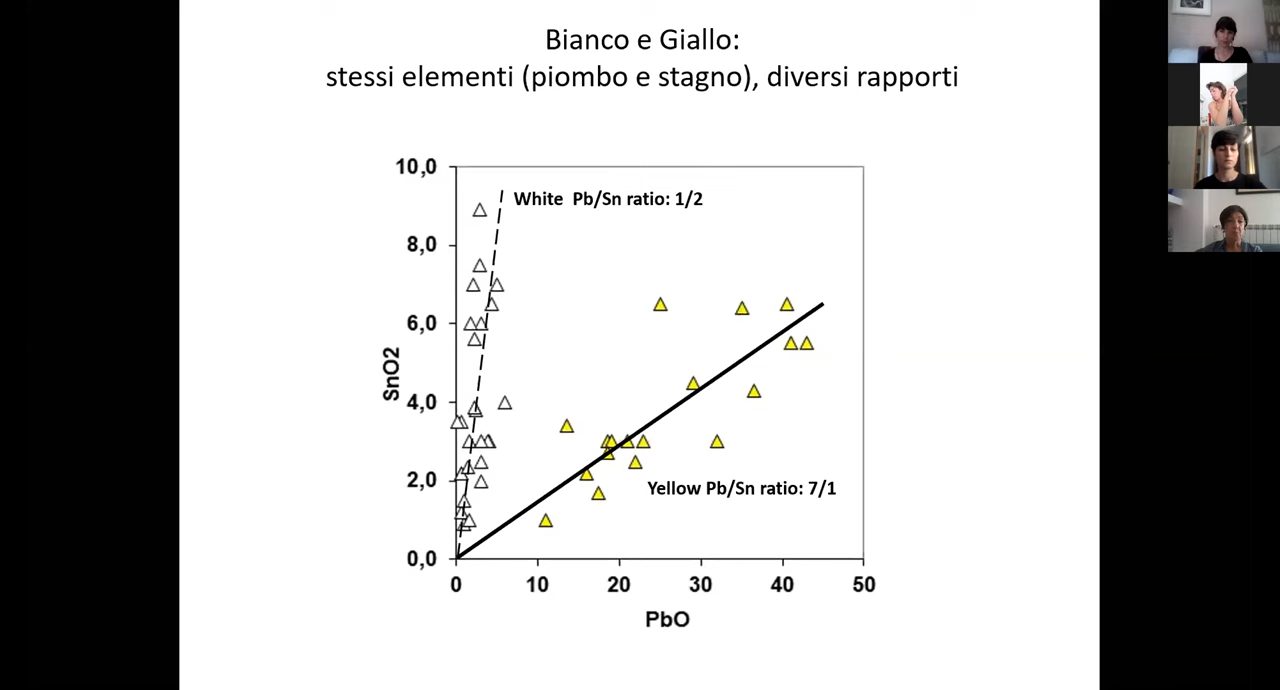 Bianco e Giallo:
stessi elementi (piombo e stagno), diversi rapporti
10,0
White Pb/Sn ratio: 1/2
8,0
6,0
SnO2
4,0
2,0
Yellow Pb/Sn ratio: 7/1
0,0
0 10 20 30 40 50
PbO